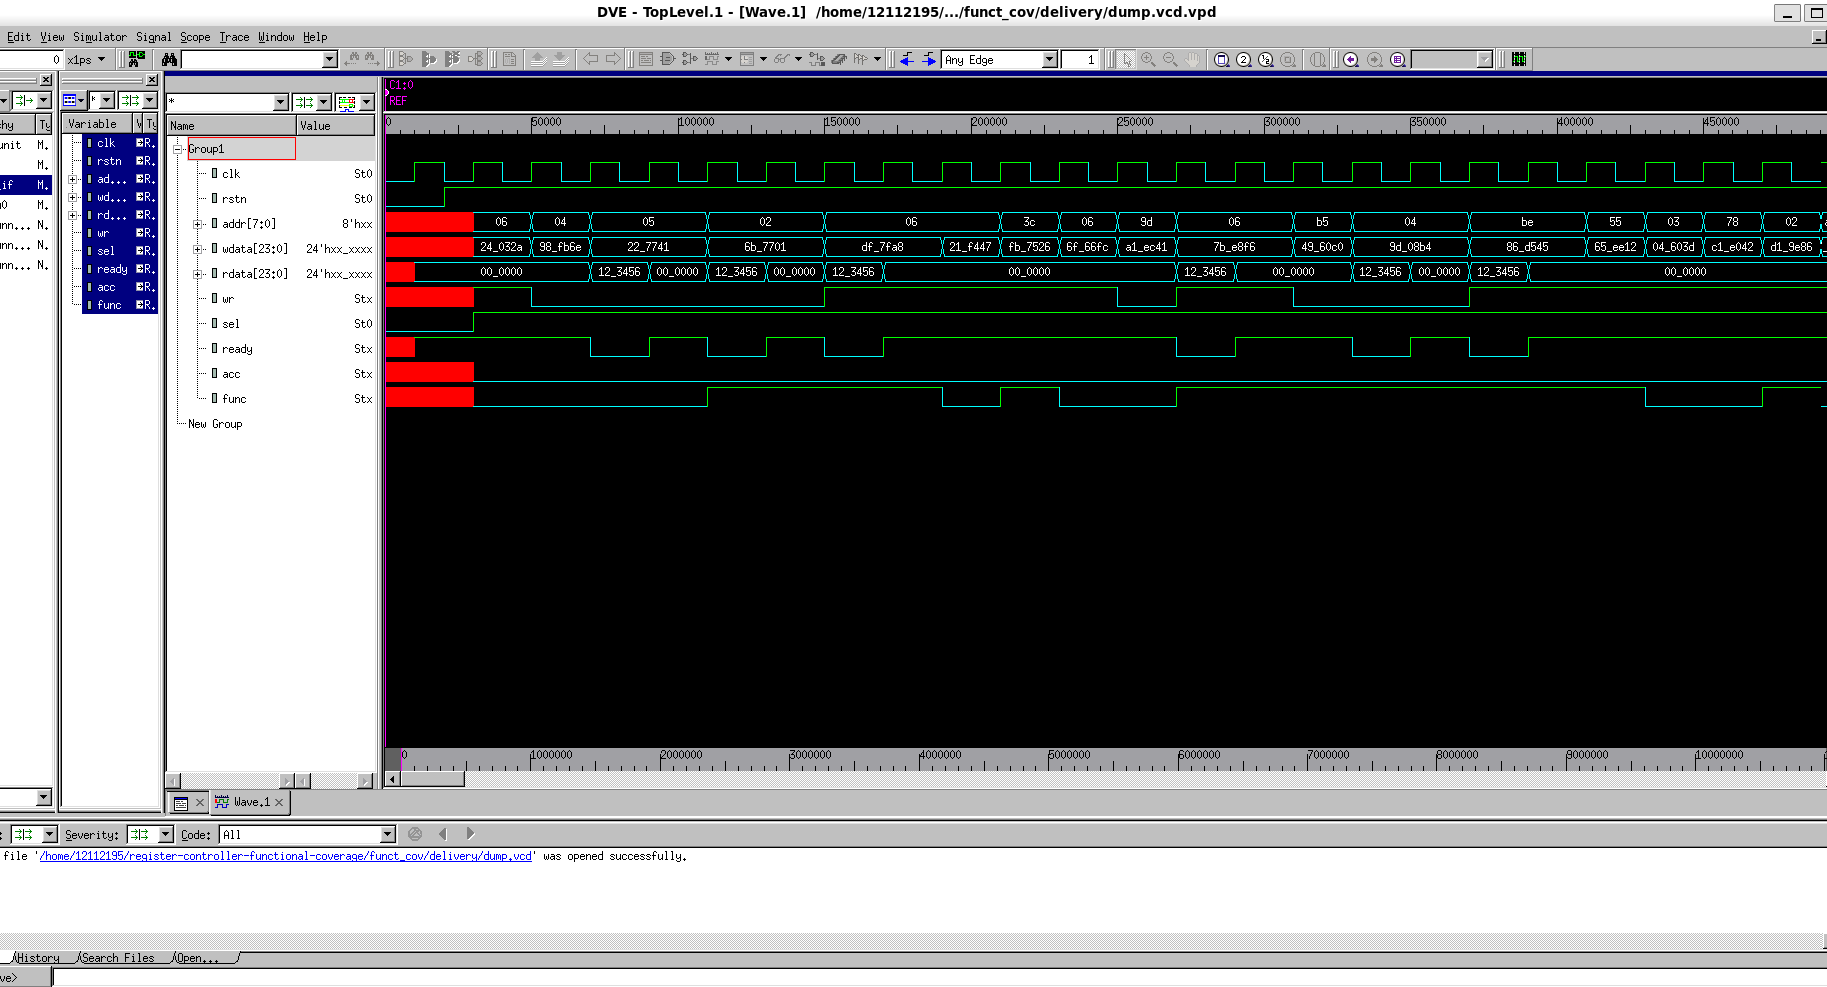 DVE - TopLevel.1 - [Wave.1] /home/12112195/.../funct_cov/delivery/dump.vcd.vpd
Edit View Simulator Signal Scope Trace Window Help
0 x1ps Any Edge 1
* *
hy Ty Variable V Ty Name Value
C1:0
REF
0 50000 100000 150000 200000 250000 300000 350000 400000 450000
unit M.
M.
_if M.
0 M.
unn... N.
unn... N.
unn... N.
clk R.
rstn R.
ad... R.
wd... R.
rd... R.
wr R.
sel R.
ready R.
acc R.
func R.
Group1
clk St0
rstn St0
addr[7:0] 8'hxx 06 04 05 02 06 3c 06 9d 06 b5 04 be 55 03 78 02
wdata[23:0] 24'hxx_xxxx 24_032a 98_fb6e 22_7741 6b_7701 df_7fa8 21_f447 fb_7526 6f_66fc a1_ec41 7b_e8f6 49_60c0 9d_08b4 86_d545 65_ee12 04_603d c1_e042 d1_9e86
rdata[23:0] 24'hxx_xxxx 00_0000 12_3456 00_0000 12_3456 00_0000 12_3456 00_0000 12_3456 00_0000 12_3456 00_0000 12_3456 00_0000
wr Stx
sel St0
ready Stx
acc Stx
func Stx
New Group
0 1000000 2000000 3000000 4000000 5000000 6000000 7000000 8000000 9000000 10000000
Wave.1
: Severity: Code: All
file '/home/12112195/register-controller-functional-coverage/funct_cov/delivery/dump.vcd' was opened successfully.
History Search Files Open...
ve>